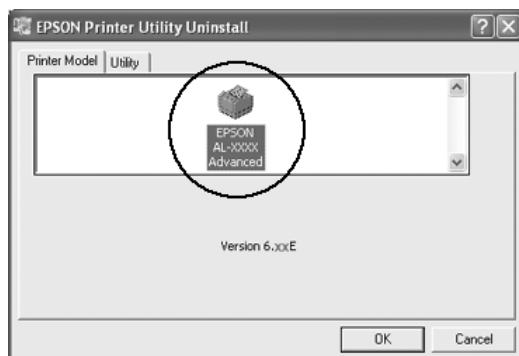 EPSON Printer Utility Uninstall
Printer Model
Utility
EPSON
AL-XXXX
Advanced
Version 6.xxE
OK
Cancel